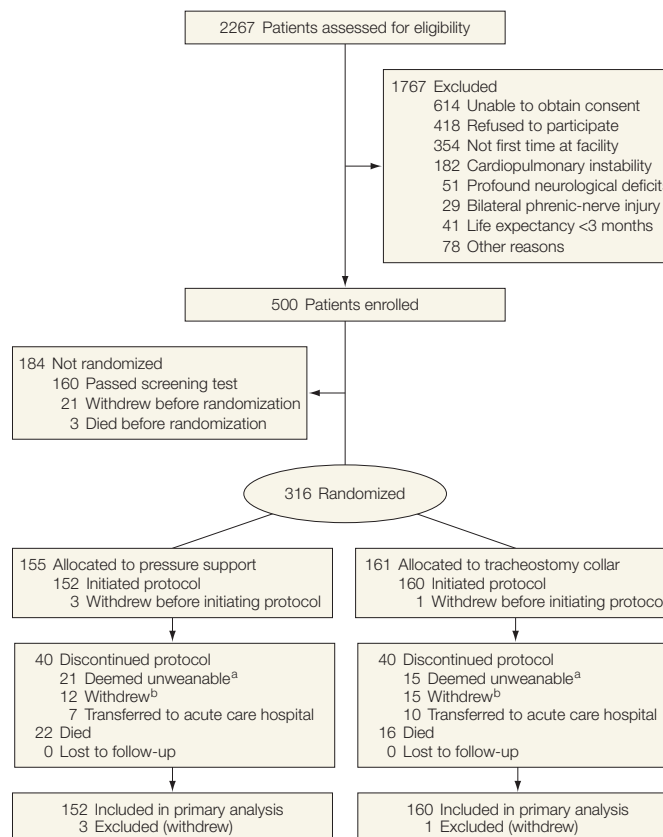 2267 Patients assessed for eligibility
1767 Excluded
614 Unable to obtain consent
418 Refused to participate
354 Not first time at facility
182 Cardiopulmonary instability
51 Profound neurological deficit
29 Bilateral phrenic-nerve injury
41 Life expectancy <3 months
78 Other reasons
500 Patients enrolled
184 Not randomized
160 Passed screening test
21 Withdrew before randomization
3 Died before randomization
316 Randomized
155 Allocated to pressure support
152 Initiated protocol
3 Withdrew before initiating protocol
161 Allocated to tracheostomy collar
160 Initiated protocol
1 Withdrew before initiating protocol
40 Discontinued protocol
21 Deemed unweanableᵃ
12 Withdrewᵇ
7 Transferred to acute care hospital
22 Died
0 Lost to follow-up
40 Discontinued protocol
15 Deemed unweanableᵃ
15 Withdrewᵇ
10 Transferred to acute care hospital
16 Died
0 Lost to follow-up
152 Included in primary analysis
3 Excluded (withdrew)
160 Included in primary analysis
1 Excluded (withdrew)